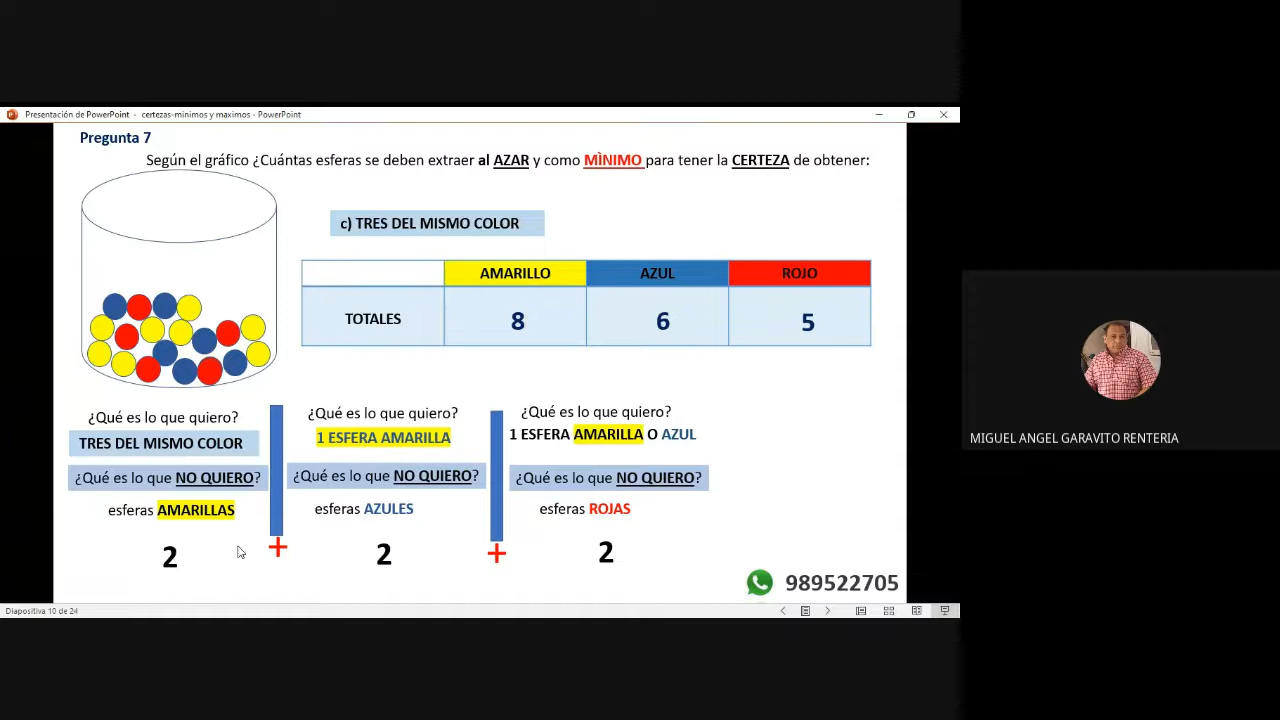 Presentación de PowerPoint - certezas-minimos y maximos - PowerPoint
Pregunta 7
Según el gráfico ¿Cuántas esferas se deben extraer al AZAR y como MÌNIMO para tener la CERTEZA de obtener:
c) TRES DEL MISMO COLOR
AMARILLO AZUL ROJO
TOTALES 8 6 5
¿Qué es lo que quiero?
TRES DEL MISMO COLOR
¿Qué es lo que NO QUIERO?
esferas AMARILLAS
2
+
¿Qué es lo que quiero?
1 ESFERA AMARILLA
¿Qué es lo que NO QUIERO?
esferas AZULES
2
+
¿Qué es lo que quiero?
1 ESFERA AMARILLA O AZUL
¿Qué es lo que NO QUIERO?
esferas ROJAS
2
989522705
Diapositiva 10 de 24
MIGUEL ANGEL GARAVITO RENTERIA